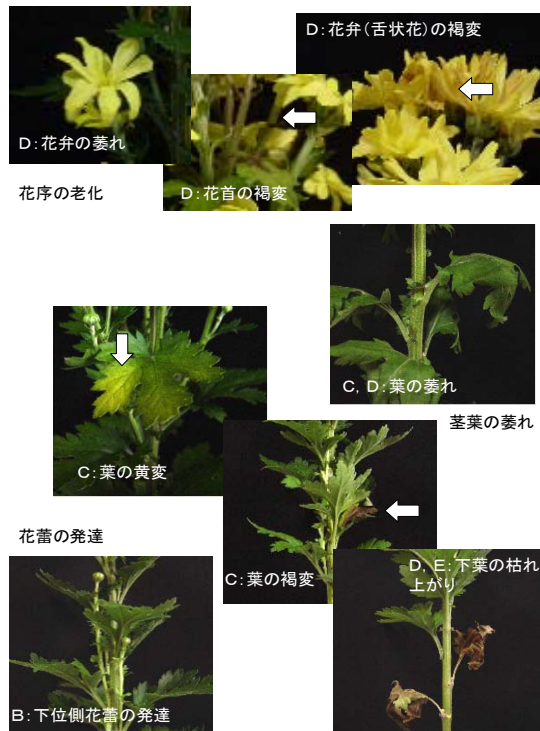 D:花弁(舌状花)の褐変
D:花弁の萎れ
花序の老化
D:花首の褐変
C, D:葉の萎れ
茎葉の萎れ
C:葉の黄変
花蕾の発達
C:葉の褐変
D, E:下葉の枯れ
上がり
B:下位側花蕾の発達